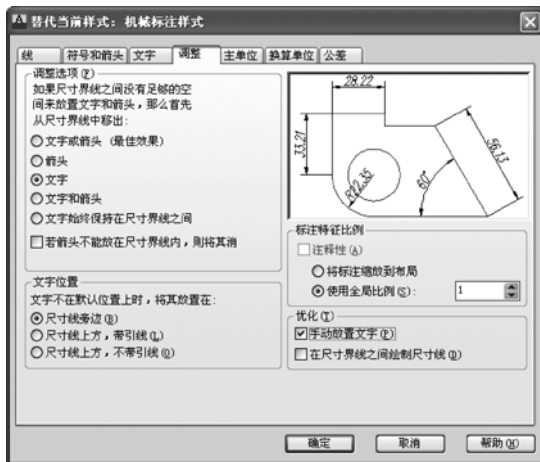 替代当前样式：机械标注样式
线 符号和箭头 文字 调整 主单位 换算单位 公差
调整选项(F)
如果尺寸界线之间没有足够的空
间来放置文字和箭头，那么首先
从尺寸界线中移出：
文字或箭头（最佳效果）
箭头
文字
文字和箭头
文字始终保持在尺寸界线之间
若箭头不能放在尺寸界线内，则将其消
文字位置
文字不在默认位置上时，将其放置在：
尺寸线旁边(B)
尺寸线上方，带引线(L)
尺寸线上方，不带引线(O)
28.22
33.21
56.13
R22.35
60°
标注特征比例
注释性(A)
将标注缩放到布局
使用全局比例(S)： 1
优化(T)
手动放置文字(P)
在尺寸界线之间绘制尺寸线(D)
确定 取消 帮助(H)